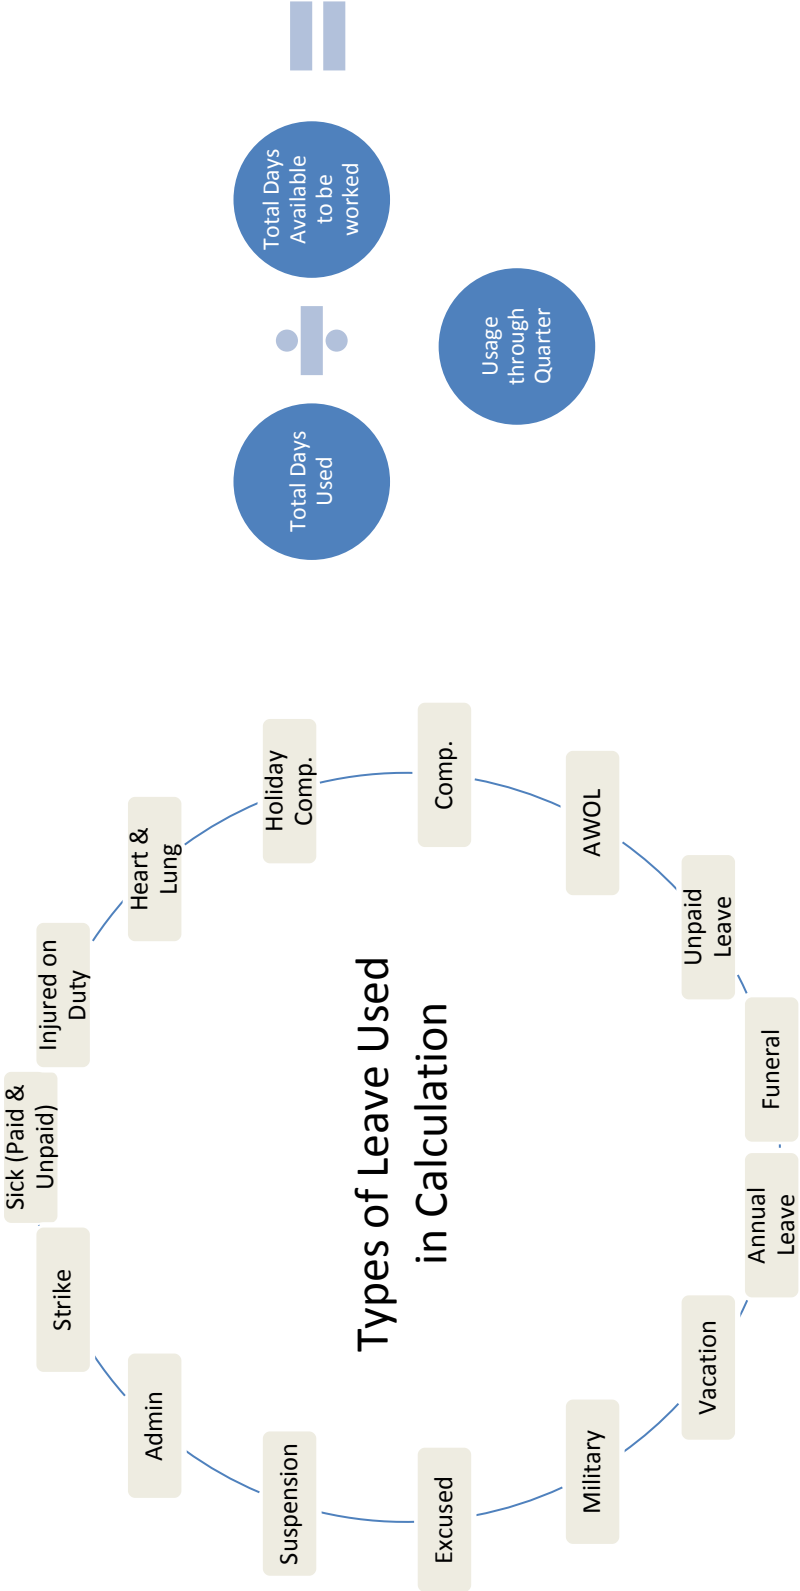 Types of Leave Used
in Calculation
Sick (Paid &
Unpaid)
Injured on
Duty
Heart &
Lung
Holiday
Comp.
Comp.
AWOL
Unpaid
Leave
Funeral
Annual
Leave
Vacation
Military
Excused
Suspension
Admin
Strike
Total Days
Used
÷
Total Days
Available
to be
worked
=
Usage
through
Quarter